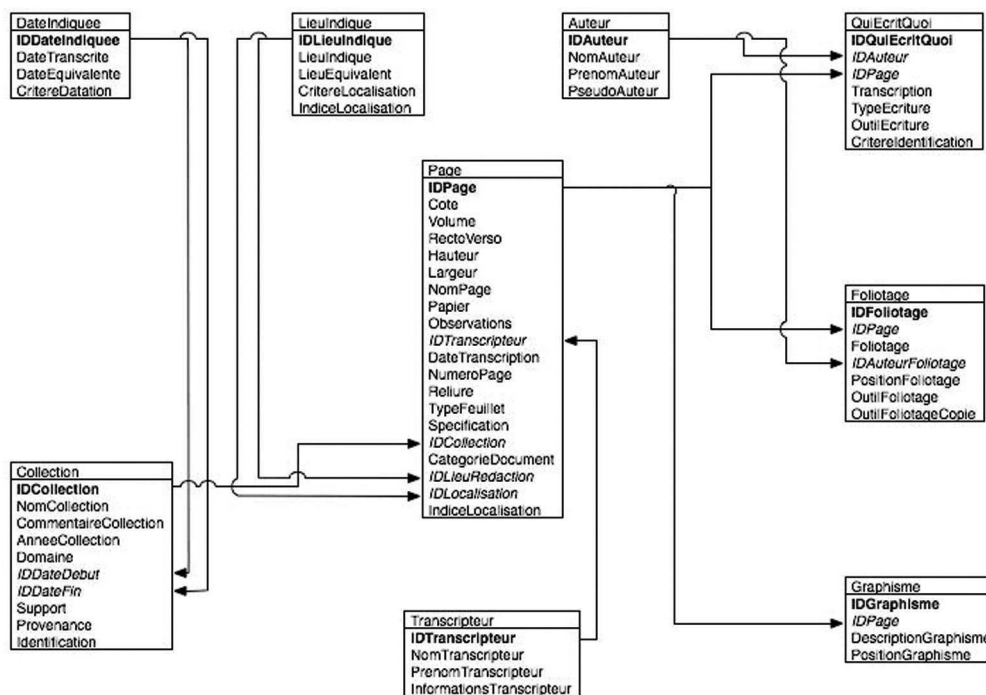 DateIndiquee
IDDateIndiquee
DateTranscrite
DateEquivalente
CritereDatation
LieuIndique
IDLieuIndique
LieuIndique
LieuEquivalent
CritereLocalisation
IndiceLocalisation
Auteur
IDAuteur
NomAuteur
PrenomAuteur
PseudoAuteur
QuiEcritQuoi
IDQuiEcritQuoi
IDAuteur
IDPage
Transcription
TypeEcriture
OutilEcriture
CritereIdentification
Page
IDPage
Cote
Volume
RectoVerso
Hauteur
Largeur
NomPage
Papier
Observations
IDTranscripteur
DateTranscription
NumeroPage
Reliure
TypeFeuillet
Specification
IDCollection
CategorieDocument
IDLieuRedaction
IDLocalisation
IndiceLocalisation
Foliotage
IDFoliotage
IDPage
Foliotage
IDAuteurFoliotage
PositionFoliotage
OutilFoliotage
OutilFoliotageCopie
Collection
IDCollection
NomCollection
CommentaireCollection
AnneeCollection
Domaine
IDDateDebut
IDDateFin
Support
Provenance
Identification
Transcripteur
IDTranscripteur
NomTranscripteur
PrenomTranscripteur
InformationsTranscripteur
Graphisme
IDGraphisme
IDPage
DescriptionGraphisme
PositionGraphisme